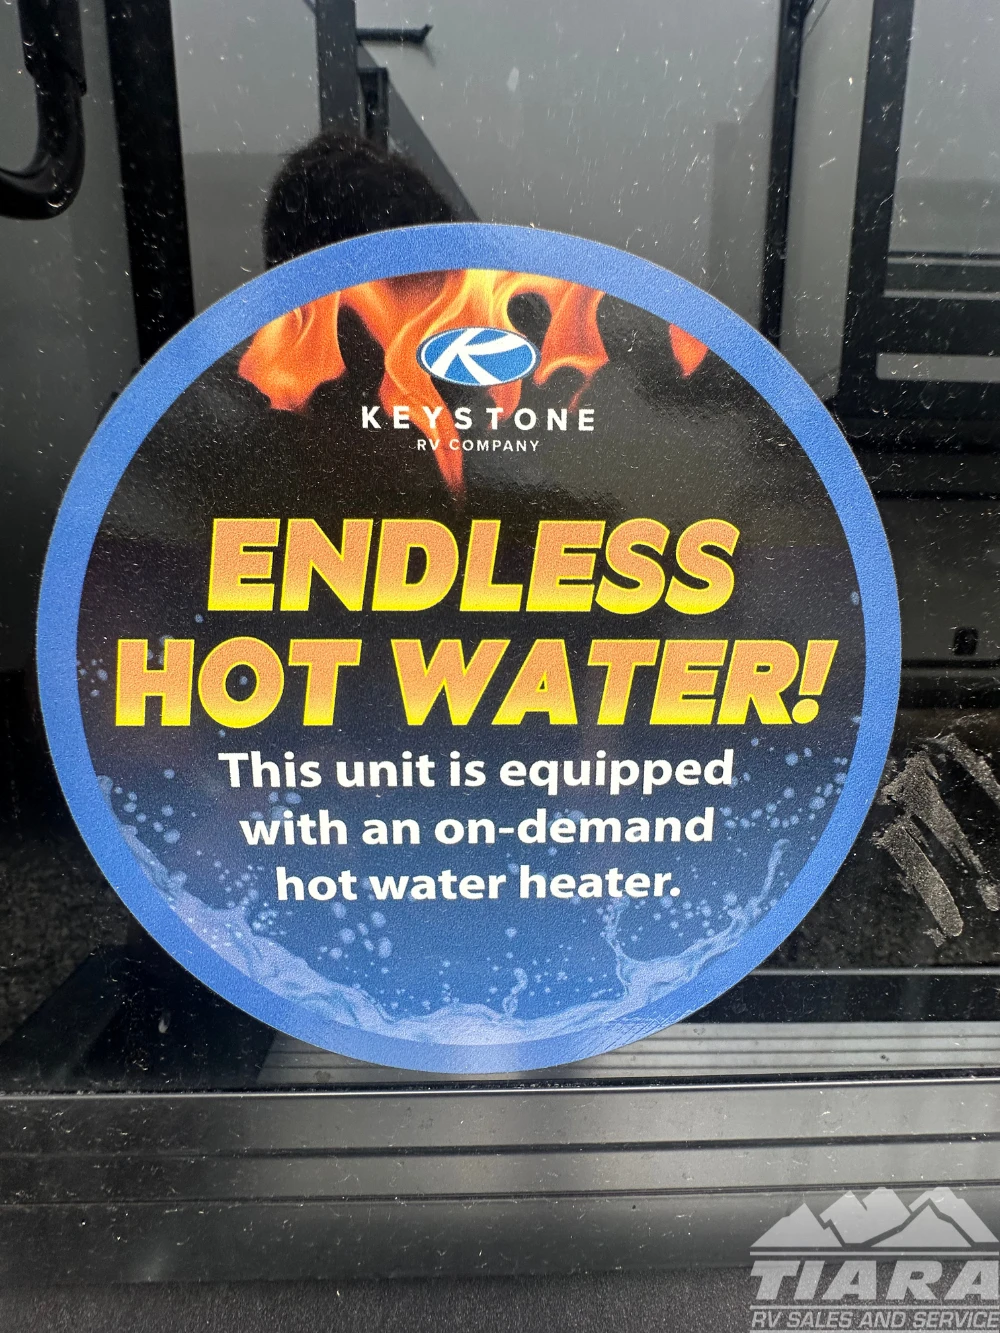 KEYSTONE
RV COMPANY
ENDLESS
HOT WATER!
This unit is equipped
with an on-demand
hot water heater.
TIARA
RV SALES AND SERVICE